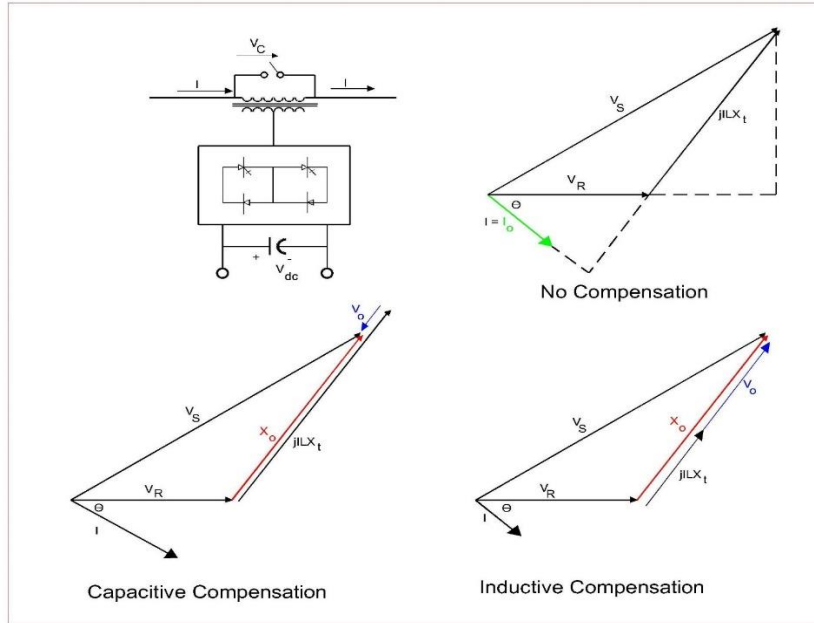 V_C
I
I
+
-
V_dc
V_S
jILX_t
V_R
Θ
I = I_o
No Compensation
V_o
V_S
X_o
jILX_t
V_R
Θ
I
Capacitive Compensation
V_S
X_o
V_o
jILX_t
V_R
Θ
I
Inductive Compensation